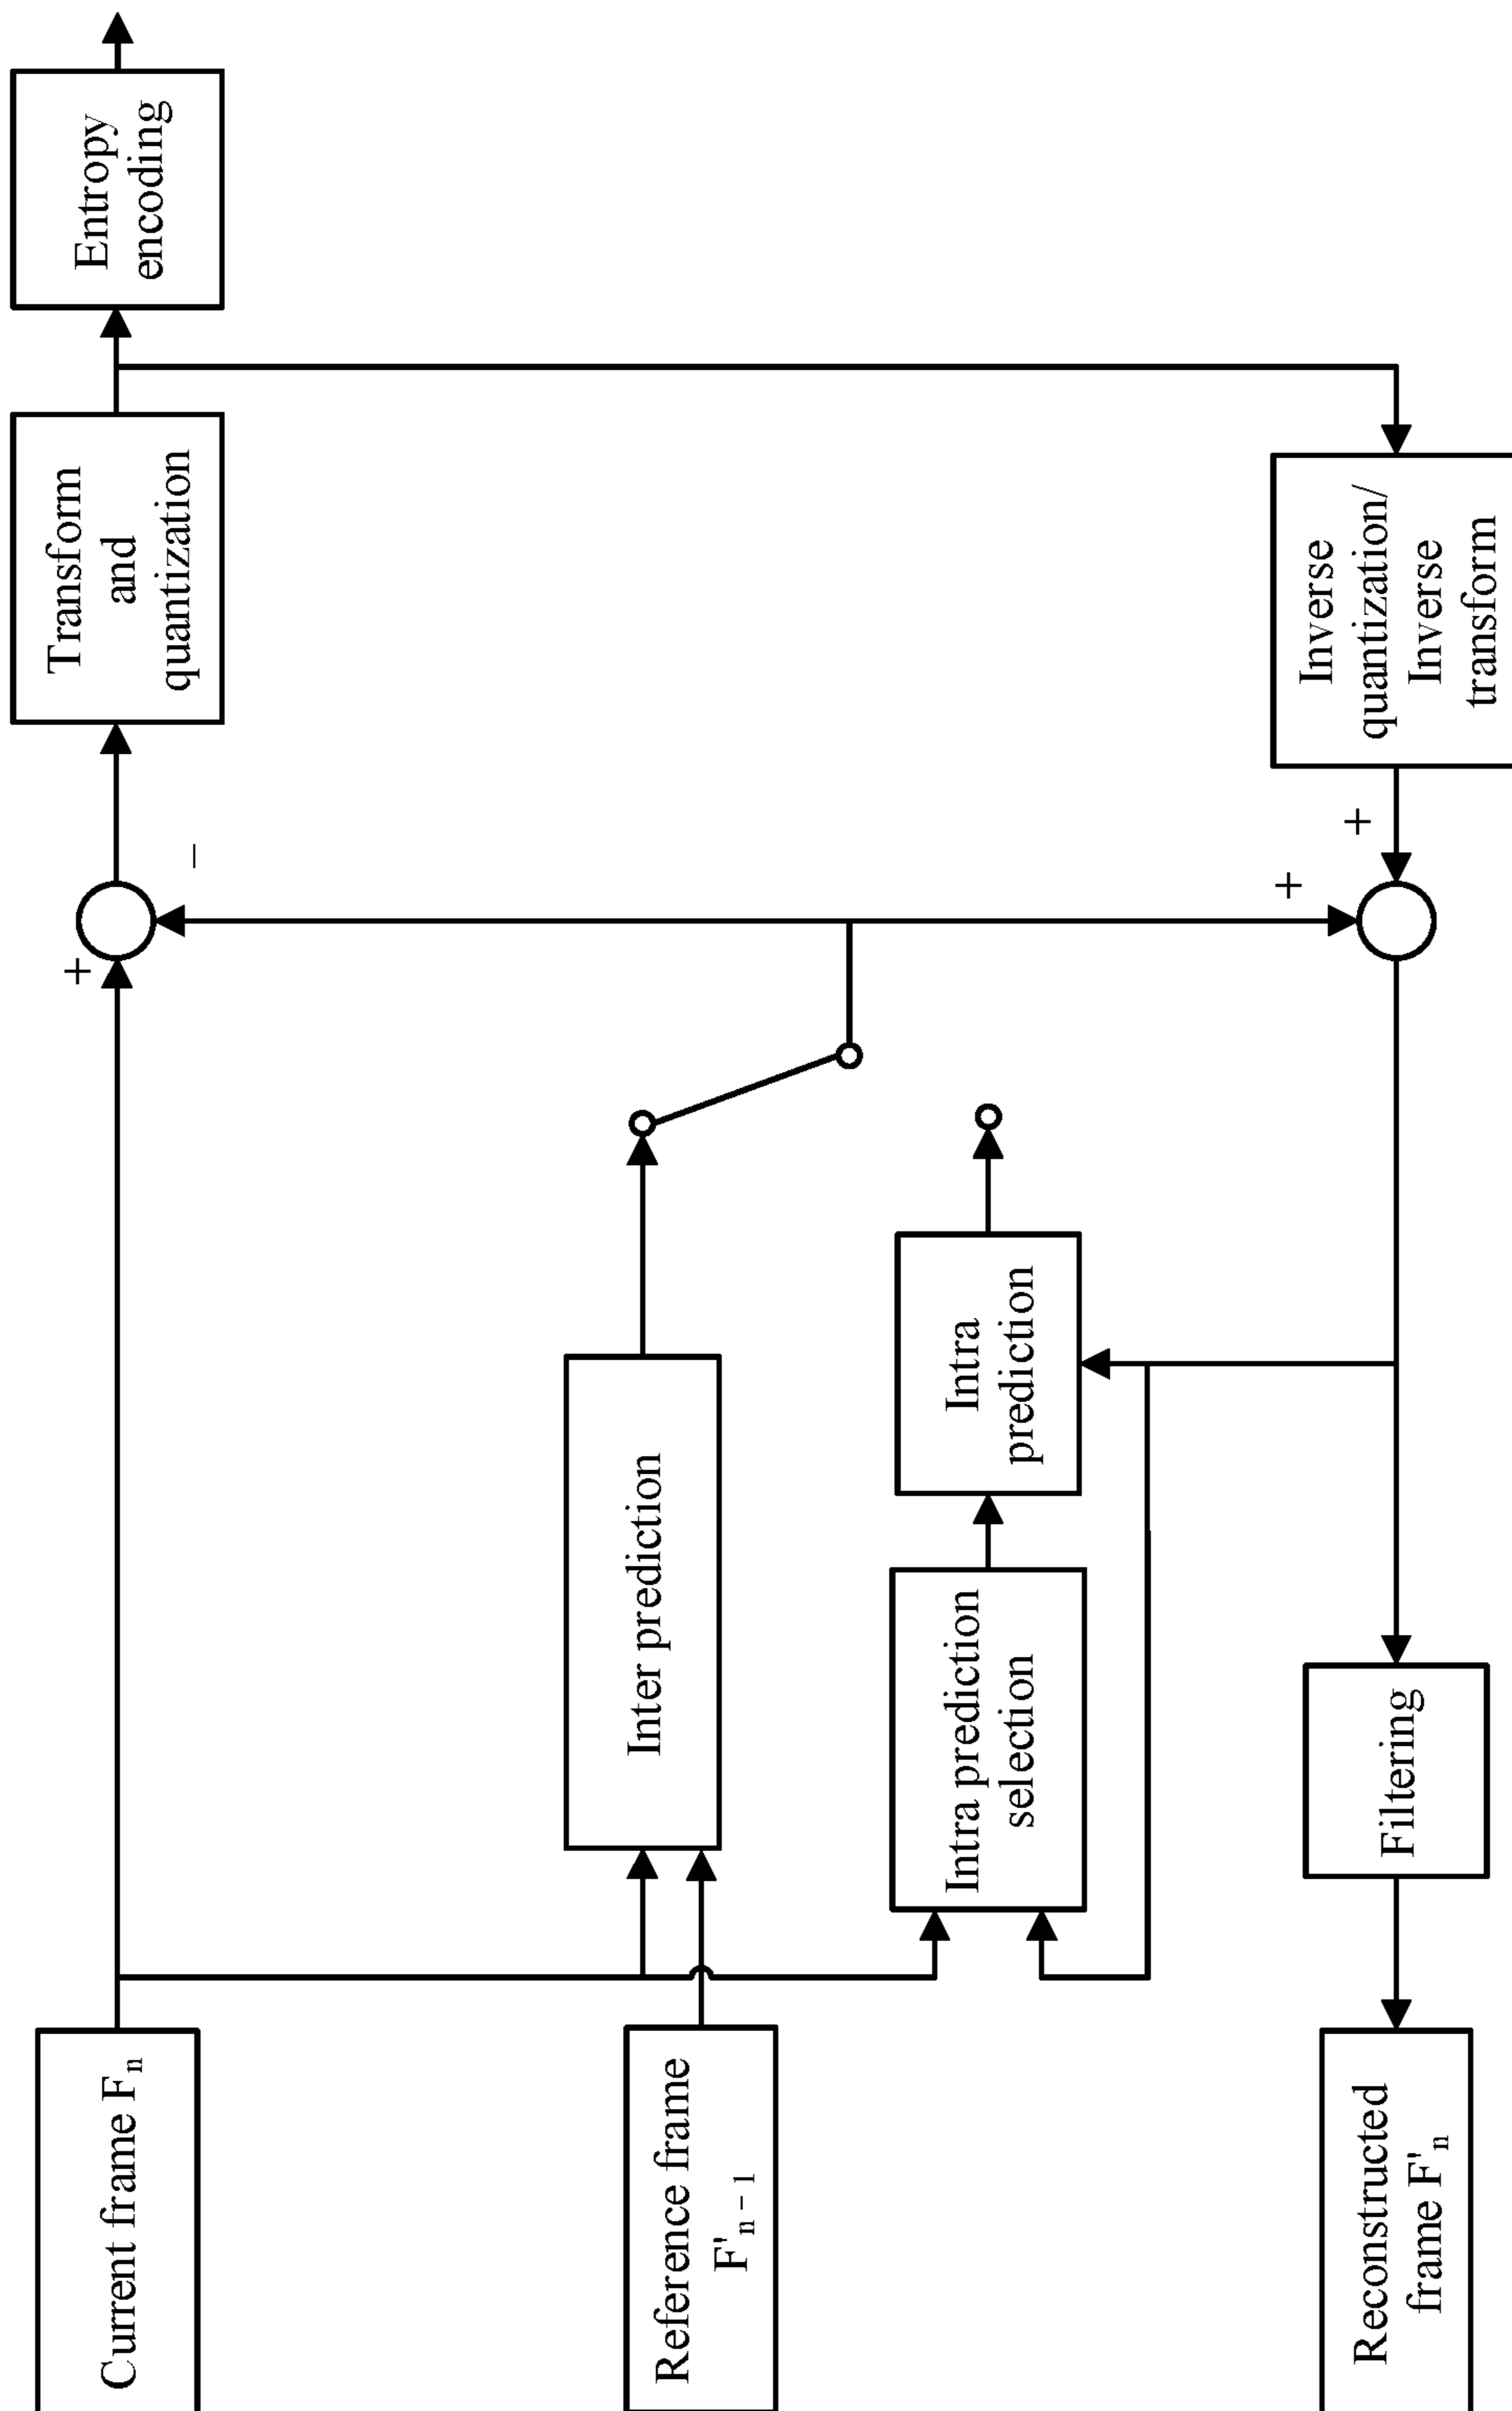 Current frame Fn
+
−
Transform
and
quantization
Entropy
encoding
Inter prediction
Reference frame
F'n − 1
Intra prediction
selection
Intra
prediction
+
+
Inverse
quantization/
Inverse
transform
Filtering
Reconstructed
frame F'n